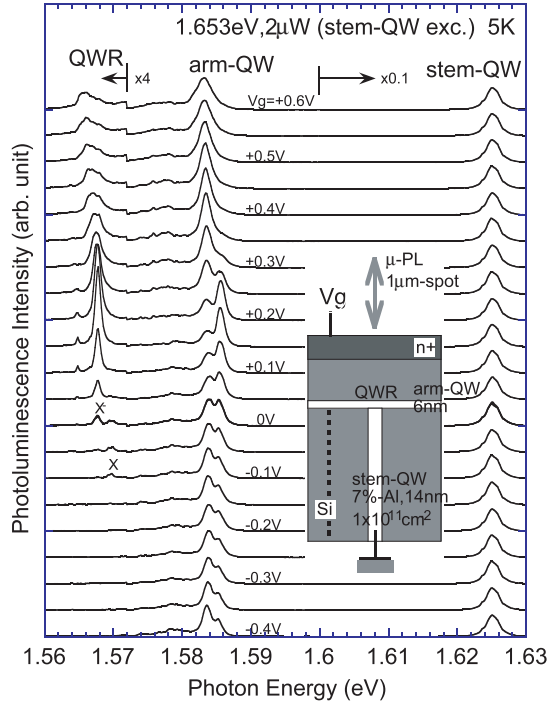 1.653eV,2μW (stem-QW exc.) 5K
QWR
x4
arm-QW
x0.1
stem-QW
Vg=+0.6V
+0.5V
+0.4V
+0.3V
+0.2V
+0.1V
0V
-0.1V
-0.2V
-0.3V
-0.4V
X-
X
μ-PL
1μm-spot
Vg
n+
QWR
arm-QW
6nm
stem-QW
7%-Al,14nm
1x10¹¹cm2
Si
Photoluminescence Intensity (arb. unit)
1.56 1.57 1.58 1.59 1.6 1.61 1.62 1.63
Photon Energy (eV)